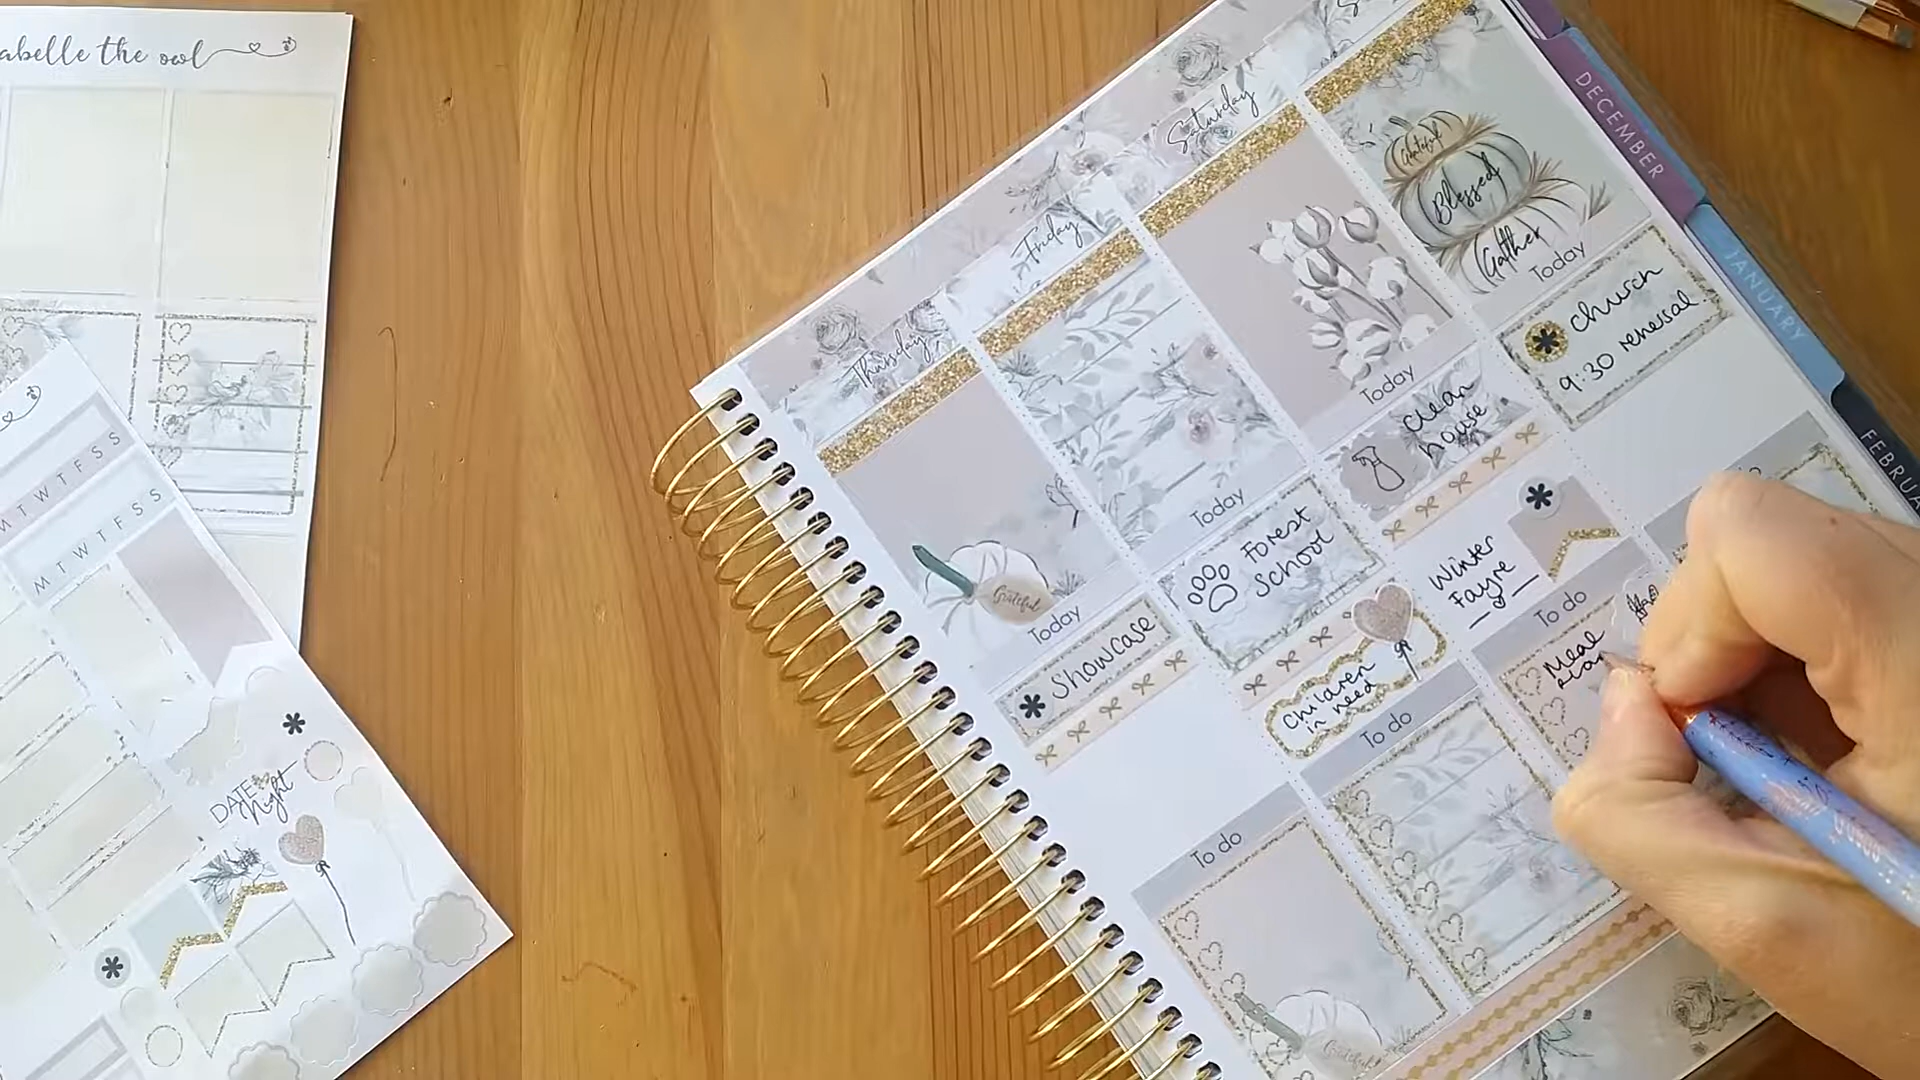 abelle the owl
M T W T F S S
M T W T F S S
DATE
Night
Thursday
Friday
Saturday
Grateful
Today
Showcase
To do
Grateful
Today
Forest
School
Children
in need
To do
Today
clean
house
Winter
Fayre
To do
Meal
Grateful
Blessed
Gather
Today
church
9:30 rehersal
DECEMBER
JANUARY
FEBRUA